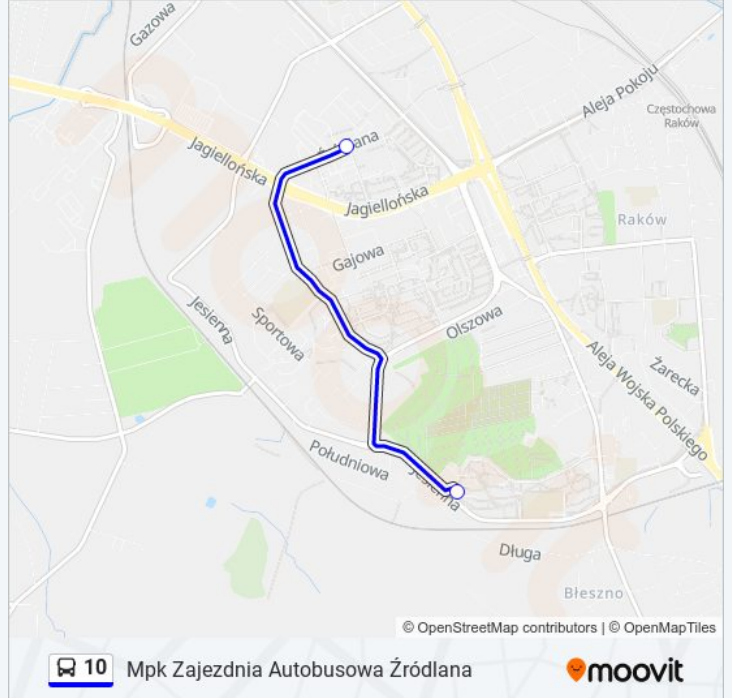 Gazowa
Aleja Pokoju
Częstochowa
Raków
Jagiellońska
Jagiellońska
Raków
Gajowa
Jesienna
Sportowa
Olszowa
Aleja Wojska Polskiego
Żarecka
Południowa
Jesienna
Długa
Błeszno
© OpenStreetMap contributors | © OpenMapTiles
10 Mpk Zajezdnia Autobusowa Źródlana
moovit